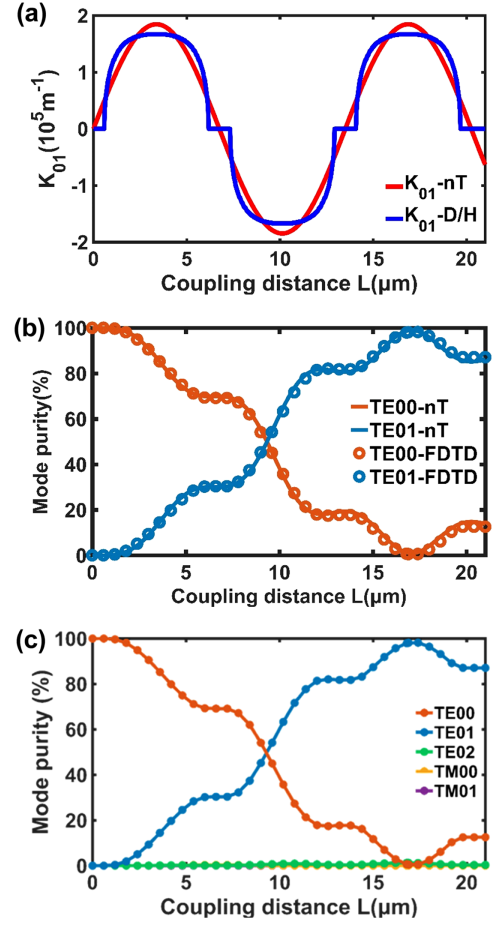 (a)
2
1
0
-1
-2
K01(10^5m^-1)
K01-nT
K01-D/H
0
5
10
15
20
Coupling distance L(μm)
(b)
100
80
60
40
20
0
Mode purity(%)
TE00-nT
TE01-nT
TE00-FDTD
TE01-FDTD
0
5
10
15
20
Coupling distance L(μm)
(c)
100
80
60
40
20
0
Mode purity (%)
TE00
TE01
TE02
TM00
TM01
0
5
10
15
20
Coupling distance L(μm)